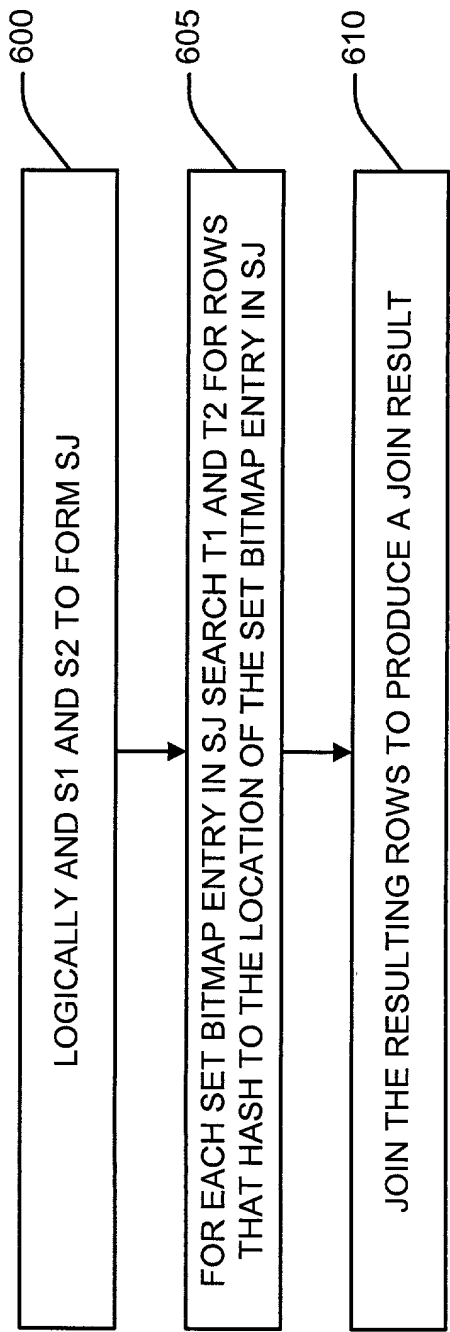 LOGICALLY AND S1 AND S2 TO FORM SJ
600
FOR EACH SET BITMAP ENTRY IN SJ SEARCH T1 AND T2 FOR ROWS
THAT HASH TO THE LOCATION OF THE SET BITMAP ENTRY IN SJ
605
JOIN THE RESULTING ROWS TO PRODUCE A JOIN RESULT
610